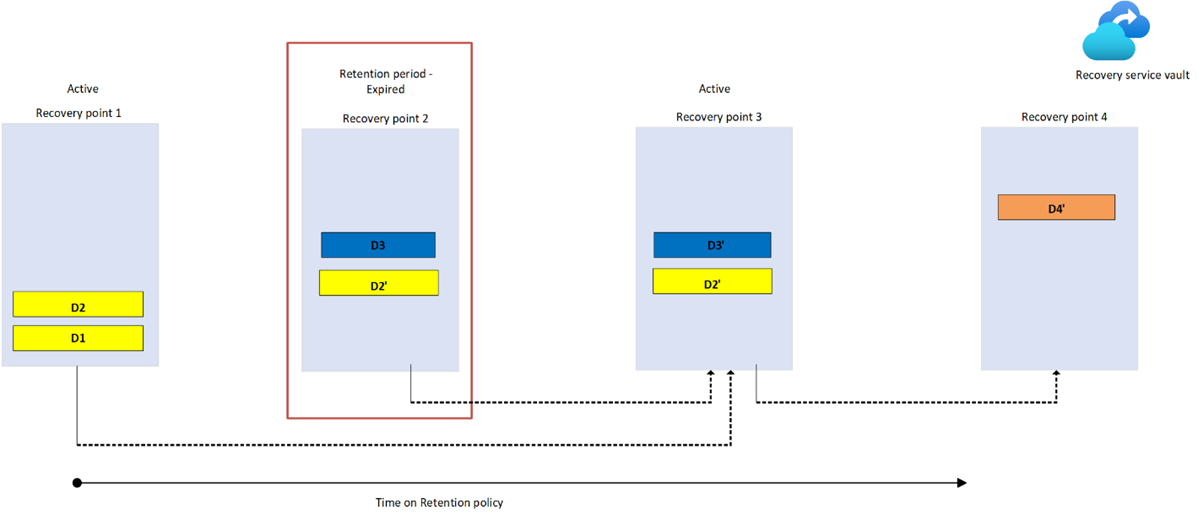 Recovery service vault
Retention period -
Expired
Active
Active
Recovery point 1
Recovery point 2
Recovery point 3
Recovery point 4
D4'
D3
D3'
D2'
D2'
D2
D1
Time on Retention policy